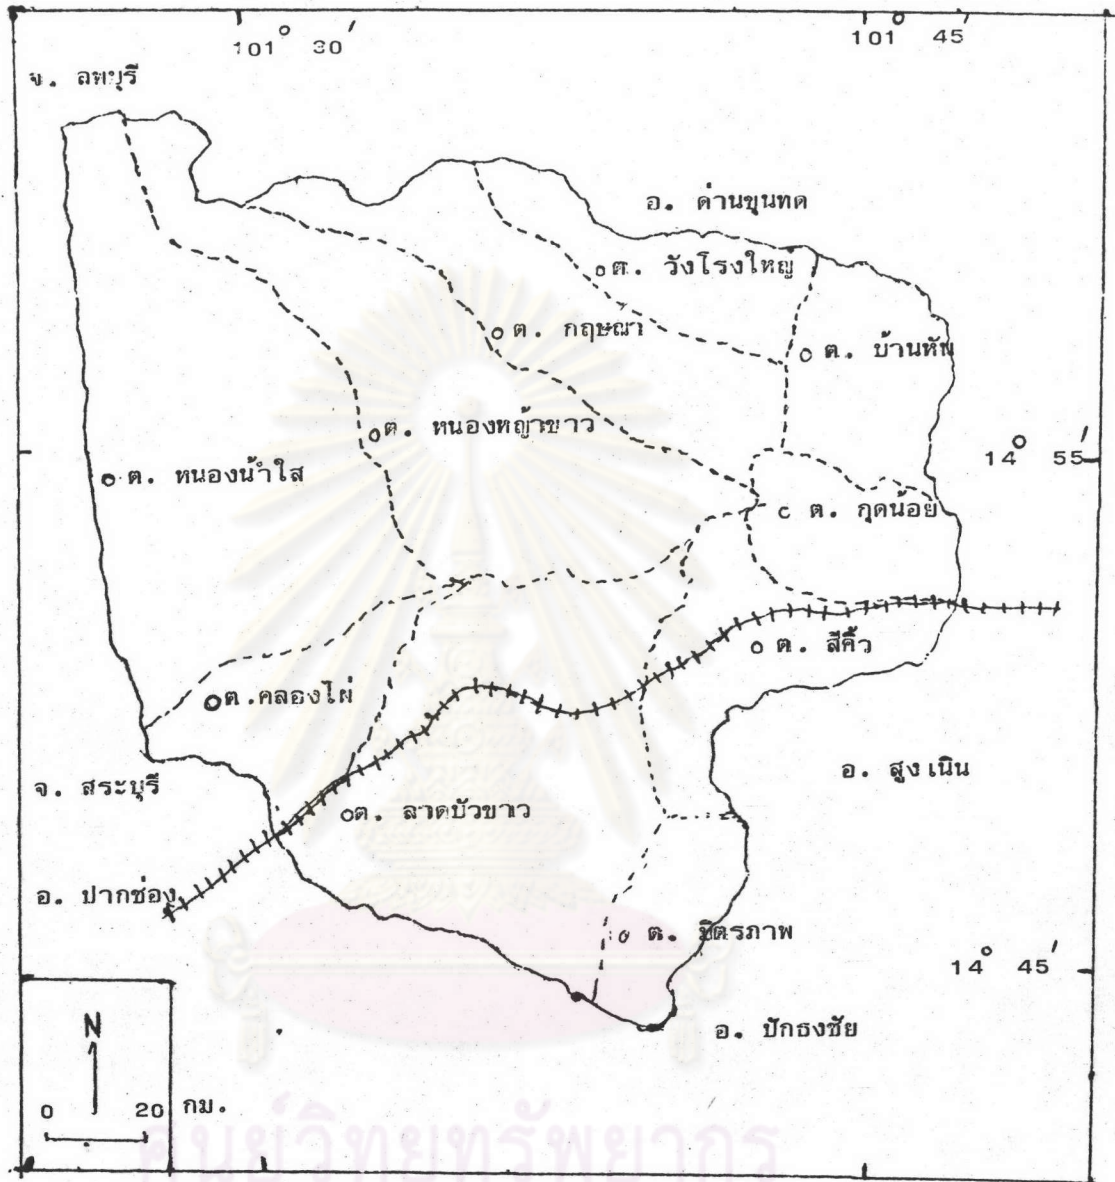 101° 30′
101° 45′
จ. ลพบุรี
อ. ด่านขุนทด
ต. วังโรงใหญ่
ต. กฤษณา
ต. บ้านหัน
ต. หนองหญ้าขาว
14° 55′
ต. หนองน้ำใส
ต. กุดน้อย
ต. สีคิ้ว
ต.คลองไผ่
อ. สูงเนิน
จ. สระบุรี
ต. ลาดบัวขาว
อ. ปากช่อง
ต. มิตรภาพ
14° 45′
N
อ. ปักธงชัย
0 20 กม.
ศูนย์วิทยทรัพยากร